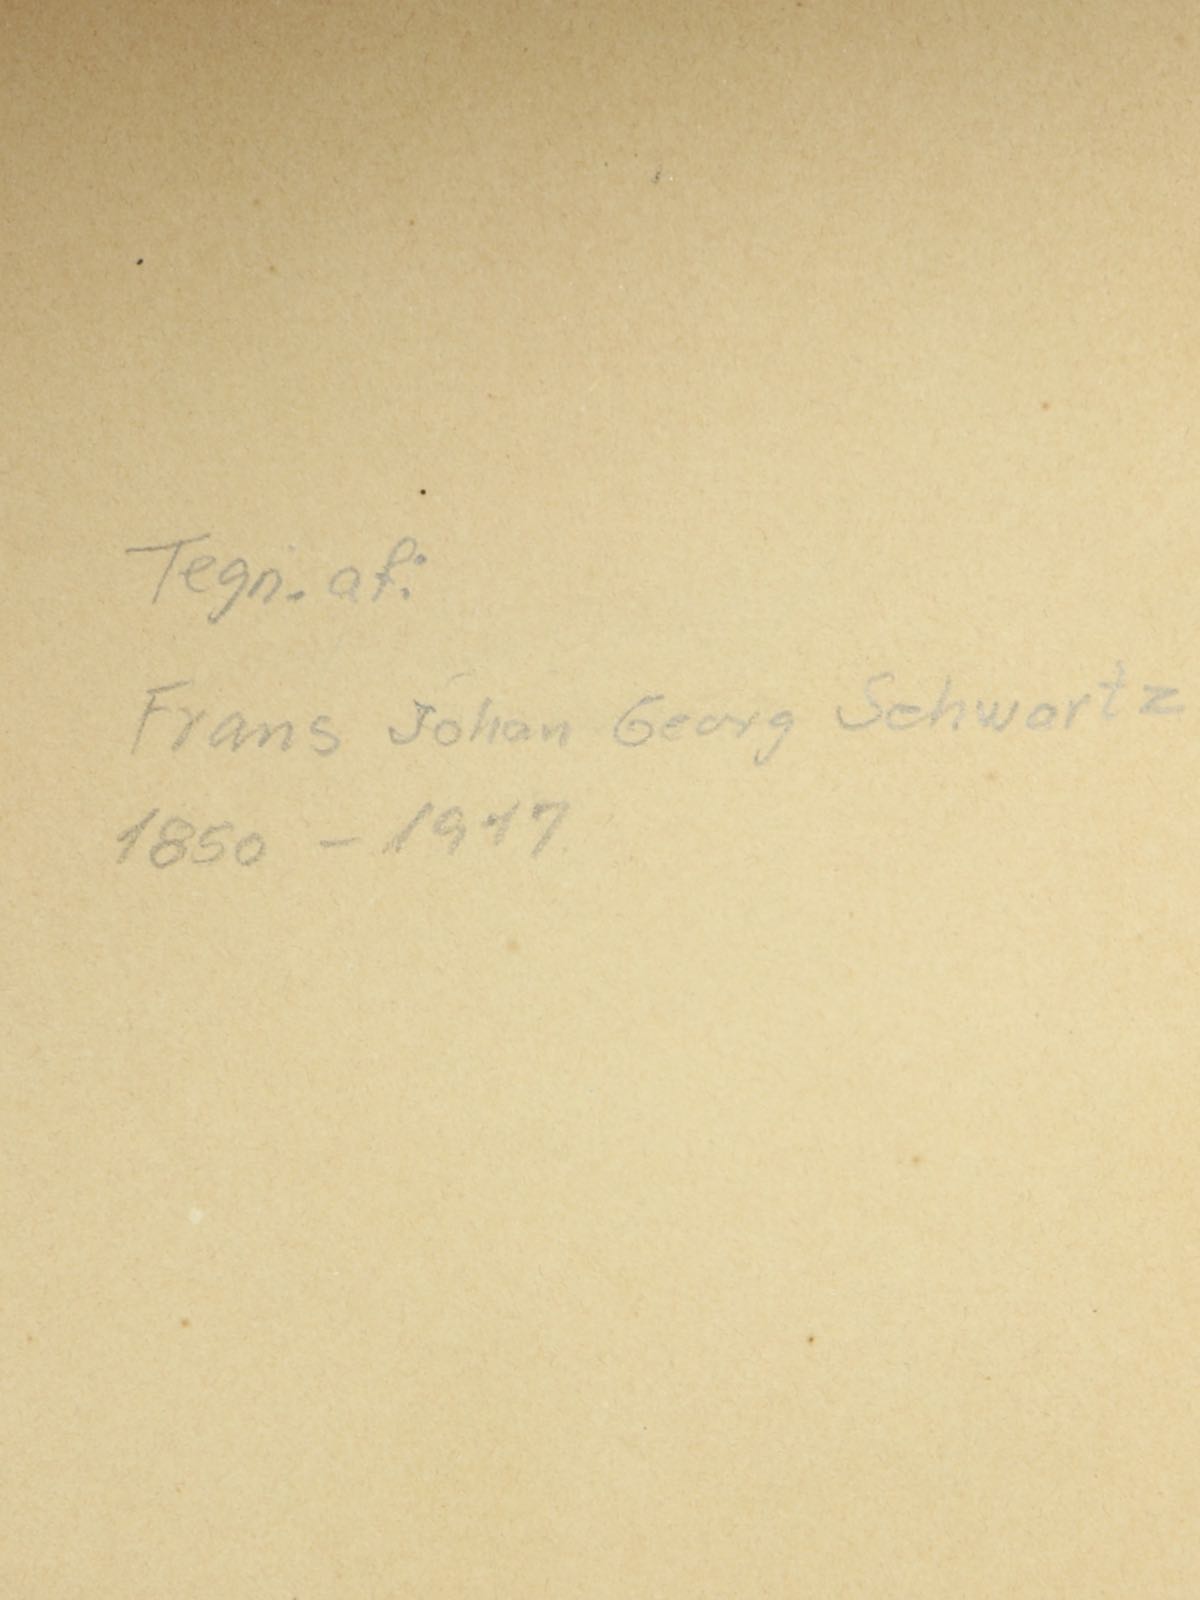 Tegn. af:
Frans Johan Georg Schwartz
1850 - 1917